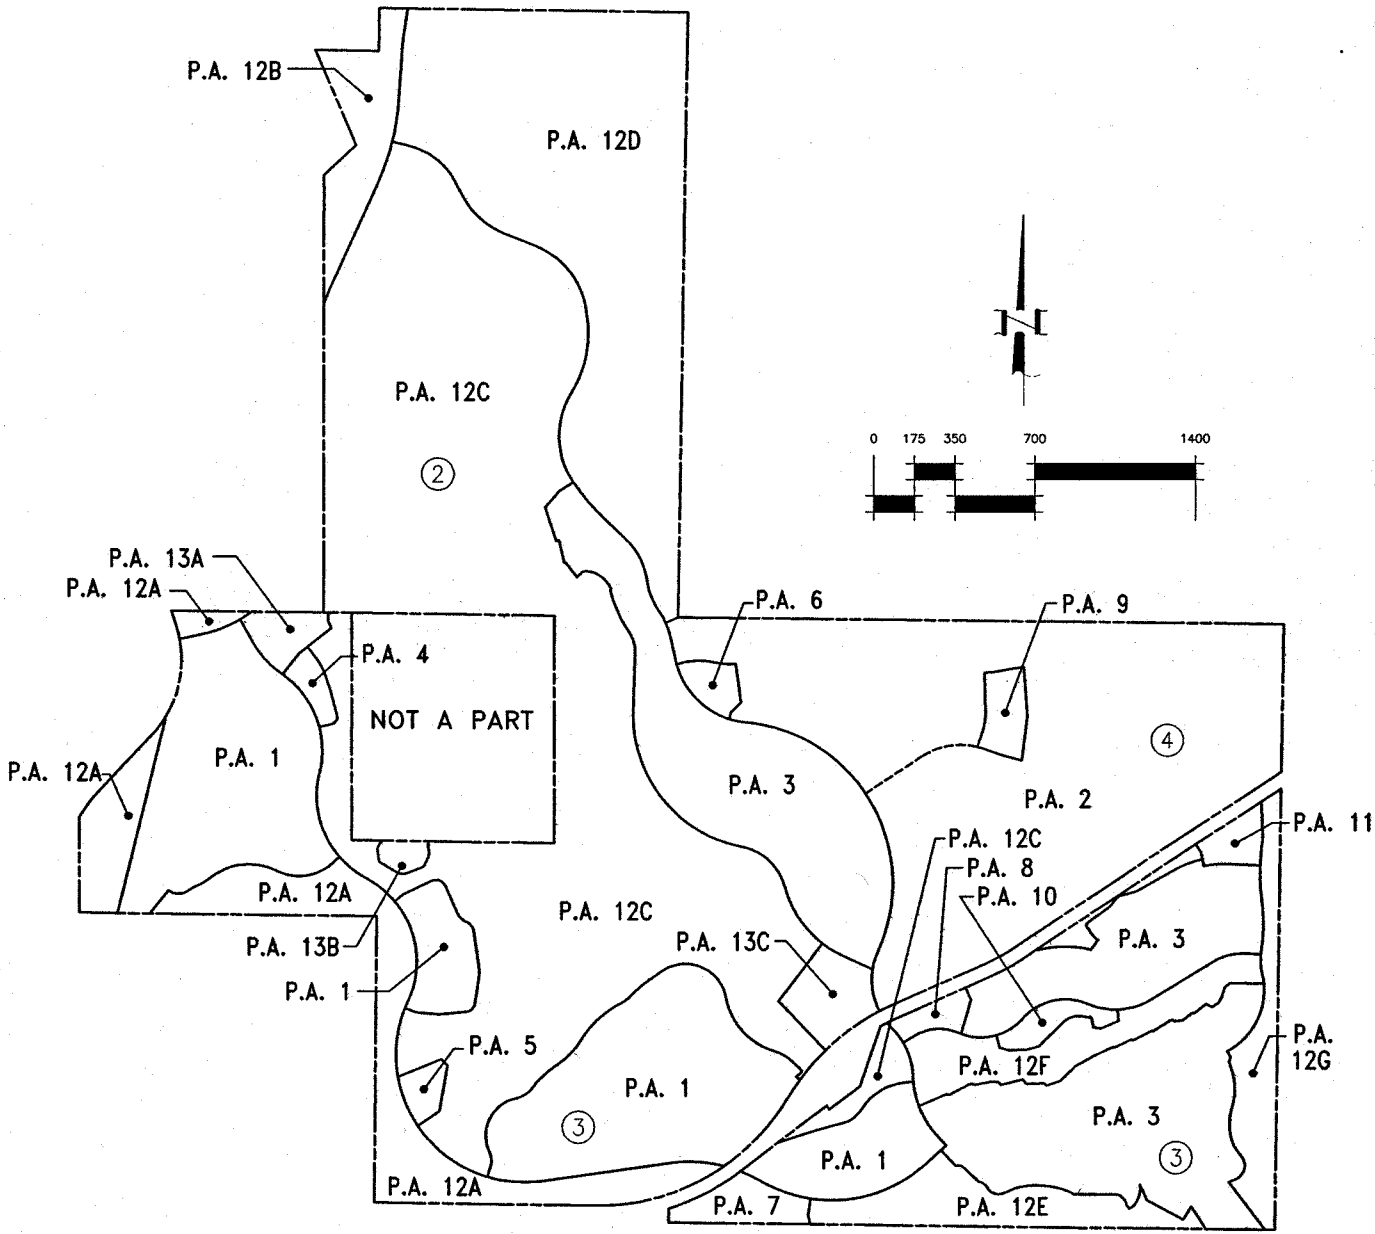 P.A. 12B
P.A. 12D
P.A. 12C
0 175 350 700 1400
2
P.A. 13A
P.A. 12A
P.A. 6
P.A. 9
P.A. 4
NOT A PART
4
P.A. 1
P.A. 12A
P.A. 3
P.A. 2
P.A. 11
P.A. 12C
P.A. 8
P.A. 10
P.A. 12A
P.A. 12C
P.A. 13B
P.A. 13C
P.A. 3
P.A. 1
P.A. 5
P.A. 12F
P.A.
12G
P.A. 1
P.A. 3
3
P.A. 1
3
P.A. 12A
P.A. 7
P.A. 12E